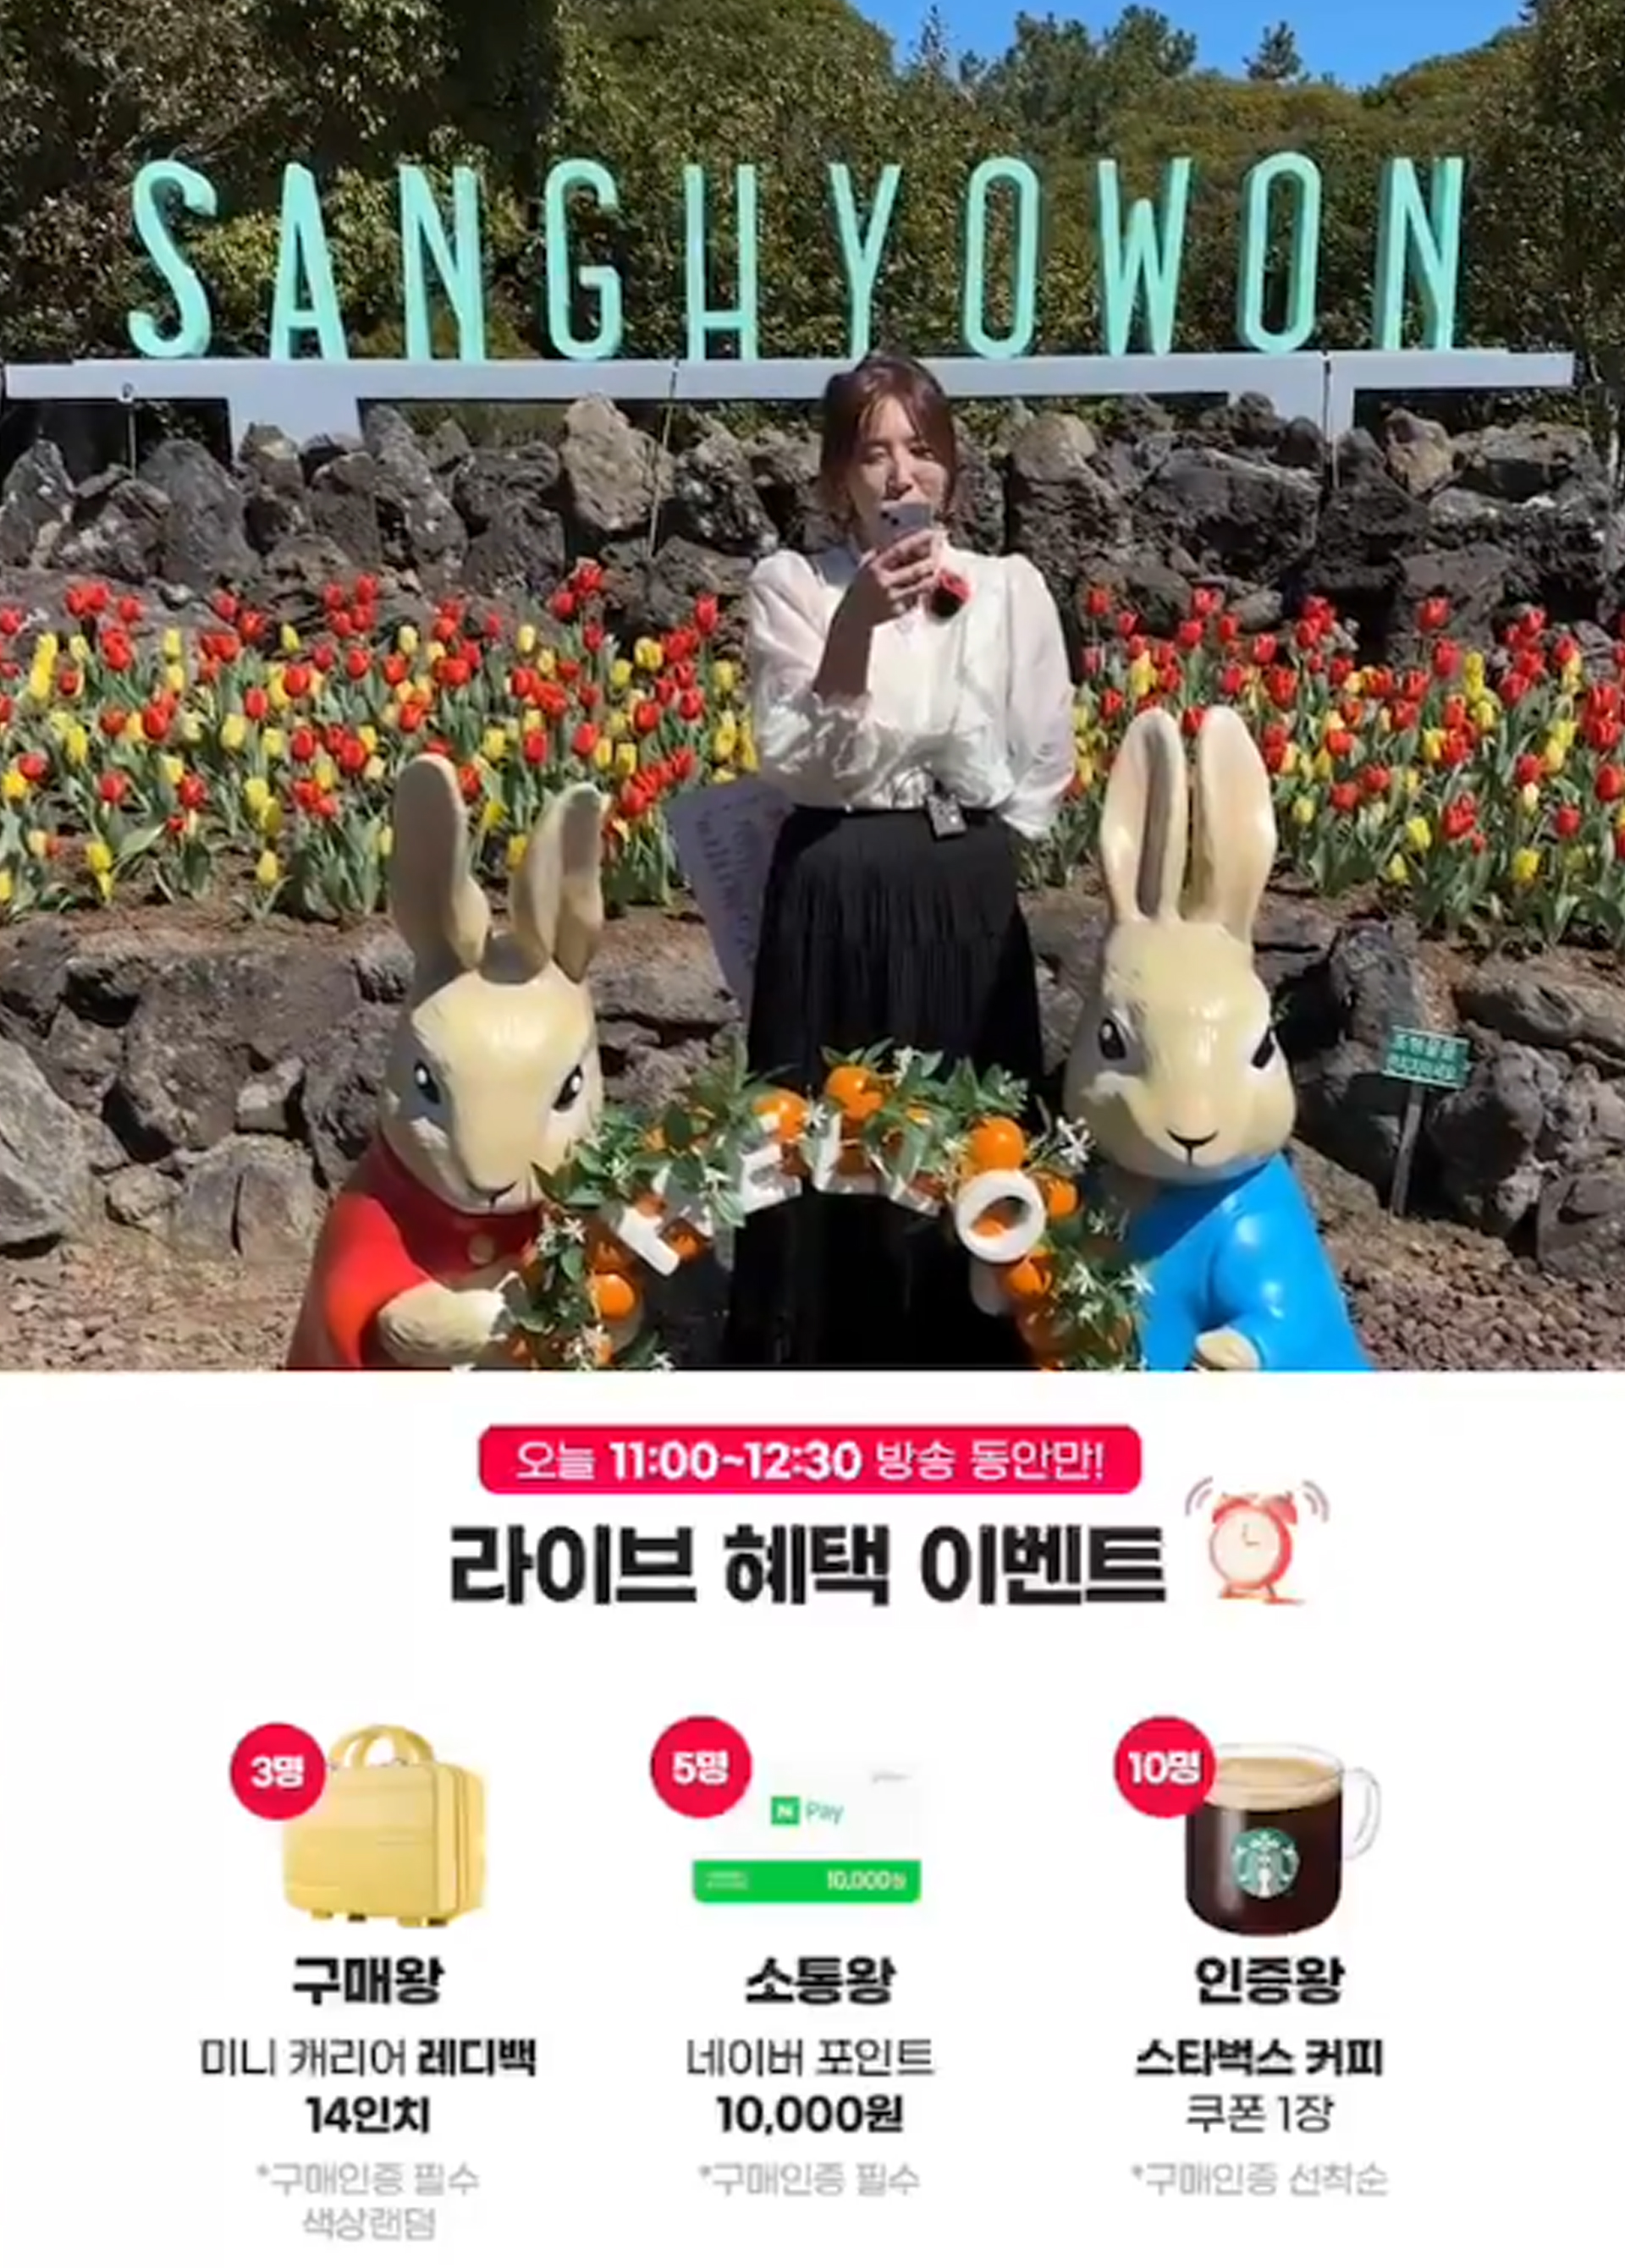 SANGHYOWON
HELLO
오늘 11:00~12:30 방송 동안만!
라이브 혜택 이벤트
3명
5명
10명
N Pay
10,000원
구매왕
소통왕
인증왕
미니 캐리어 레디백
14인치
네이버 포인트
10,000원
스타벅스 커피
쿠폰 1장
*구매인증 필수
색상랜덤
*구매인증 필수
*구매인증 선착순